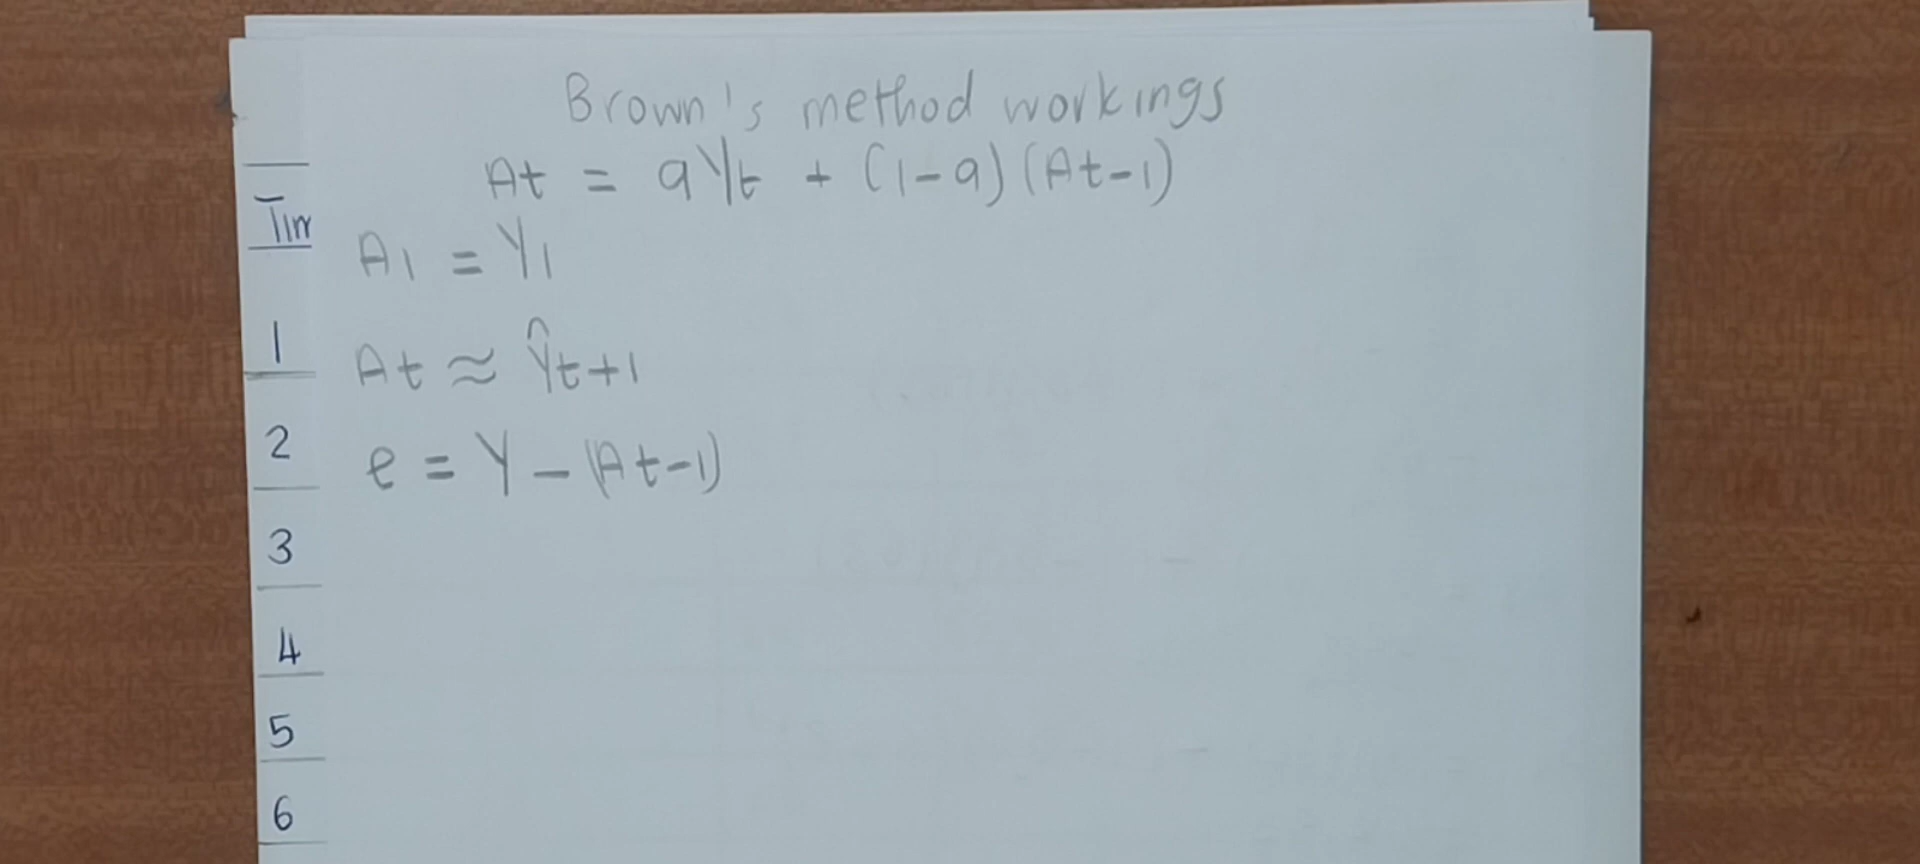 Brown's method workings
At = aYt + (1-a)(At-1)
A1 = Y1
At ≈ Ŷt+1
e = Y - (At-1)
1
2
3
4
5
6